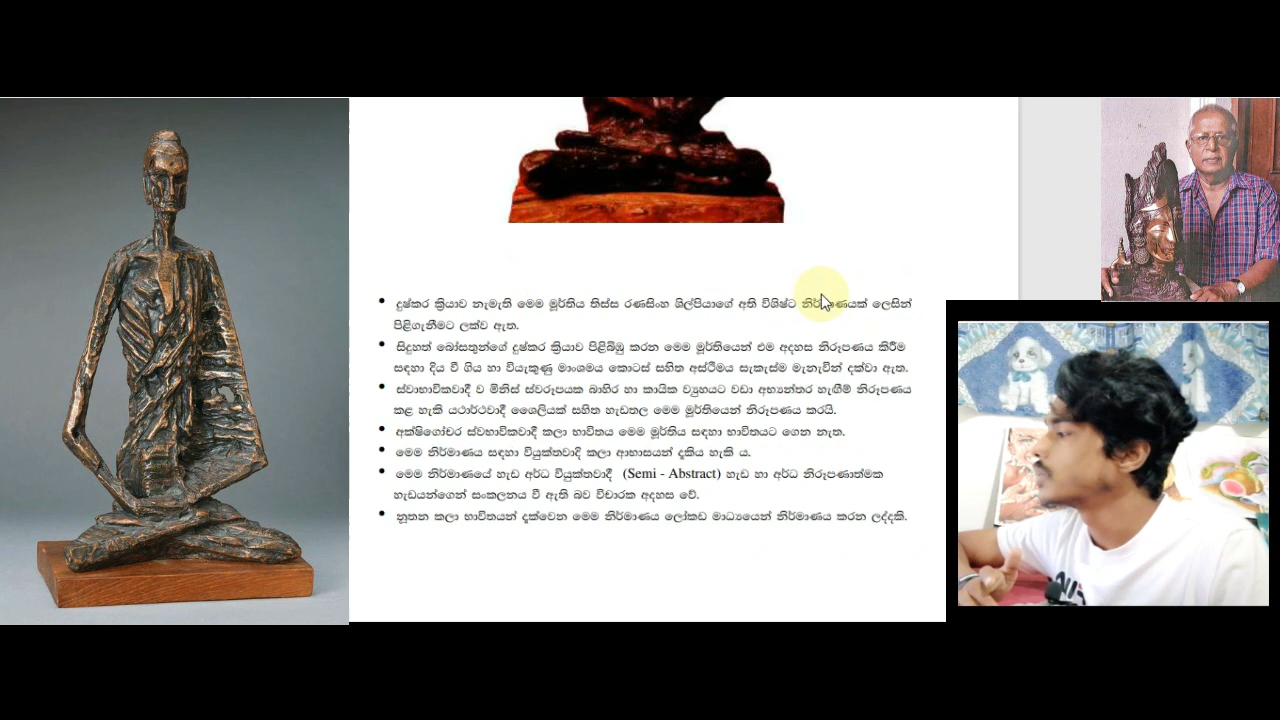 • දුෂ්කර ක්‍රියාව නැමැති මෙම මූර්තිය තිස්ස රණසිංහ ශිල්පියාගේ අති විශිෂ්ට නිර්මාණයක් ලෙසින්
පිළිගැනීමට ලක්ව ඇත.
• සිදුහත් බෝසතුන්ගේ දුෂ්කර ක්‍රියාව පිළිබිඹු කරන මෙම මූර්තියෙන් එම අදහස නිරූපණය කිරීම
සඳහා දිය වී ගිය හා වියැකුණු මාංශමය කොටස් සහිත අස්ථිමය සැකැස්ම මැනැවින් දක්වා ඇත.
• ස්වාභාවිකවාදී ව මිනිස් ස්වරූපයක බාහිර හා කායික ව්‍යුහයට වඩා අභ්‍යන්තර හැඟීම් නිරූපණය
කළ හැකි යථාර්ථවාදී ශෛලියක් සහිත හැඩතල මෙම මූර්තියෙන් නිරූපණය කරයි.
• අක්ෂිගෝචර ස්වභාවිකවාදී කලා භාවිතය මෙම මූර්තිය සඳහා භාවිතයට ගෙන නැත.
• මෙම නිර්මාණය සඳහා වියුක්තවාදි කලා ආභාසයන් දැකිය හැකි ය.
• මෙම නිර්මාණයේ හැඩ අර්ධ වියුක්තවාදී (Semi - Abstract) හැඩ හා අර්ධ නිරූපණාත්මක
හැඩයන්ගෙන් සංකලනය වී ඇති බව විචාරක අදහස වේ.
• නූතන කලා භාවිතයන් දැක්වෙන මෙම නිර්මාණය ලෝකඩ මාධ්‍යයෙන් නිර්මාණය කරන ලද්දකි.